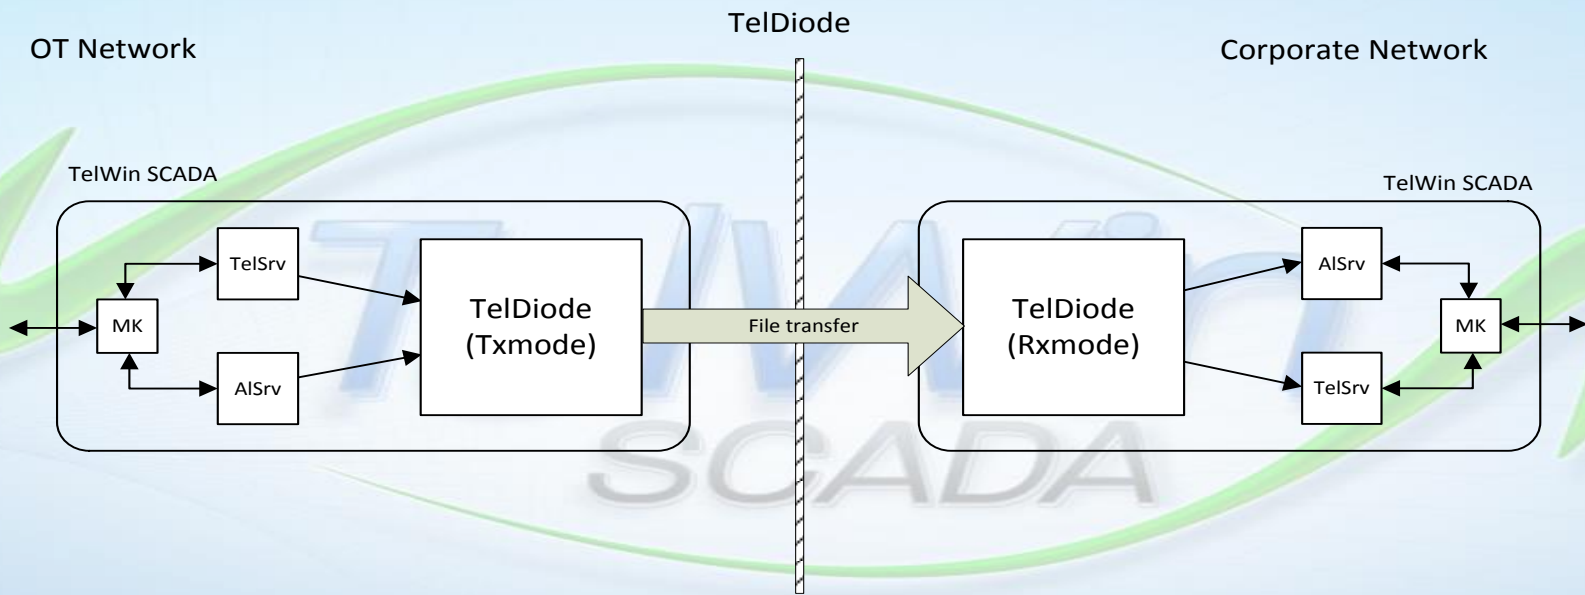 TelDiode
OT Network
Corporate Network
TelWin SCADA
TelWin SCADA
TelSrv
MK
AlSrv
TelDiode
(Txmode)
File transfer
TelDiode
(Rxmode)
AlSrv
MK
TelSrv
TelWin
SCADA